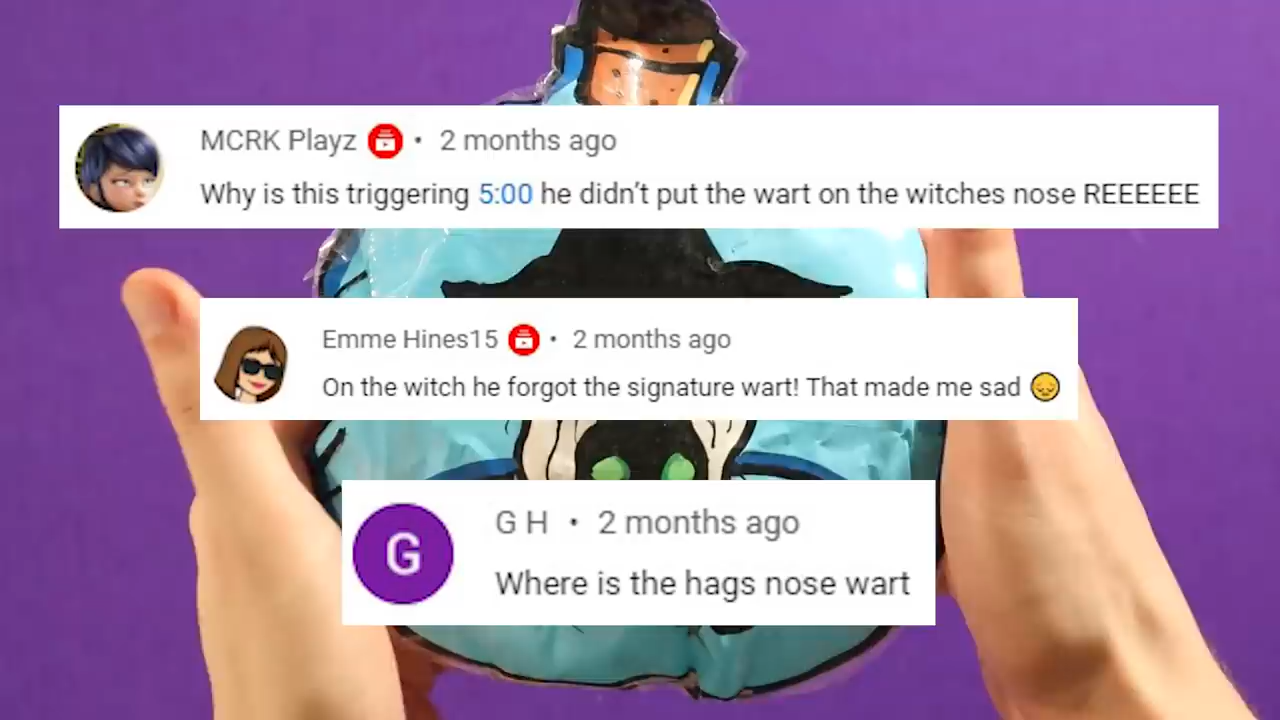 MCRK Playz • 2 months ago
Why is this triggering 5:00 he didn't put the wart on the witches nose REEEEEE
Emme Hines15 • 2 months ago
On the witch he forgot the signature wart! That made me sad 😔
G
G H • 2 months ago
Where is the hags nose wart